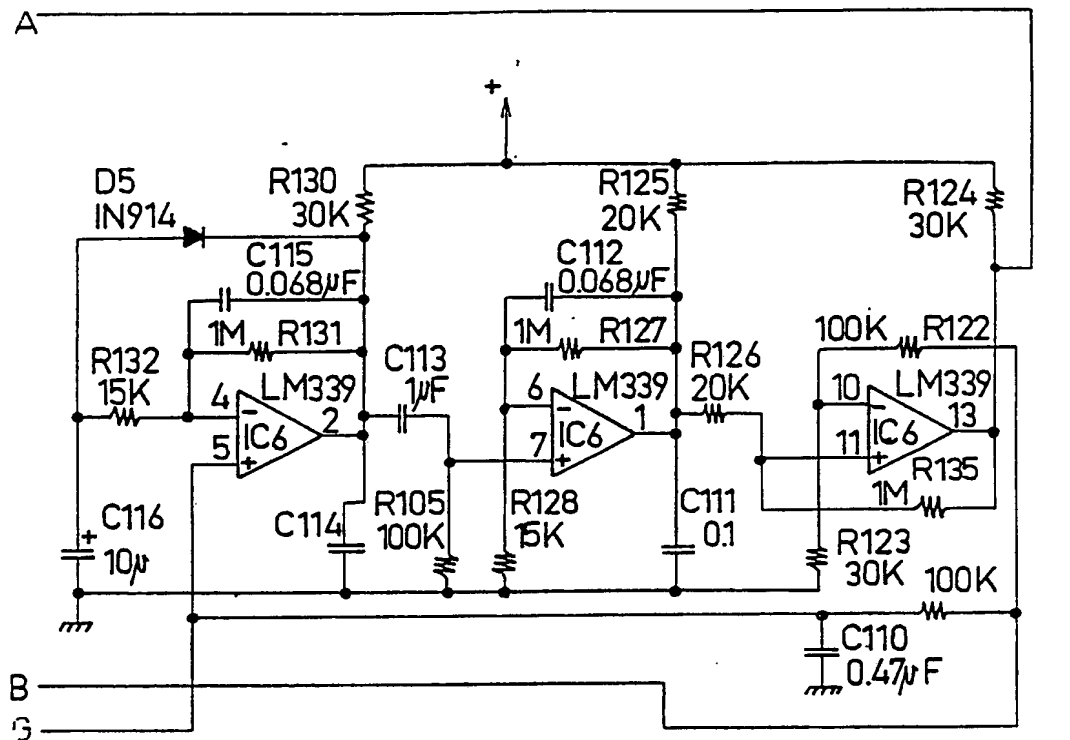 A
+
D5
IN914
R130
30K
R125
20K
R124
30K
C115
0.068µF
C112
0.068µF
1M R131
1M R127
100K R122
R132
15K
C113
1µF
R126
20K
LM339
4
-
2
IC6
5
+
LM339
6
-
1
IC6
7
+
LM339
10
-
13
IC6
11
+
R135
1M
C116
+
10µ
C114
R105
100K
R128
15K
C111
0.1
R123
30K
100K
C110
0.47µF
B